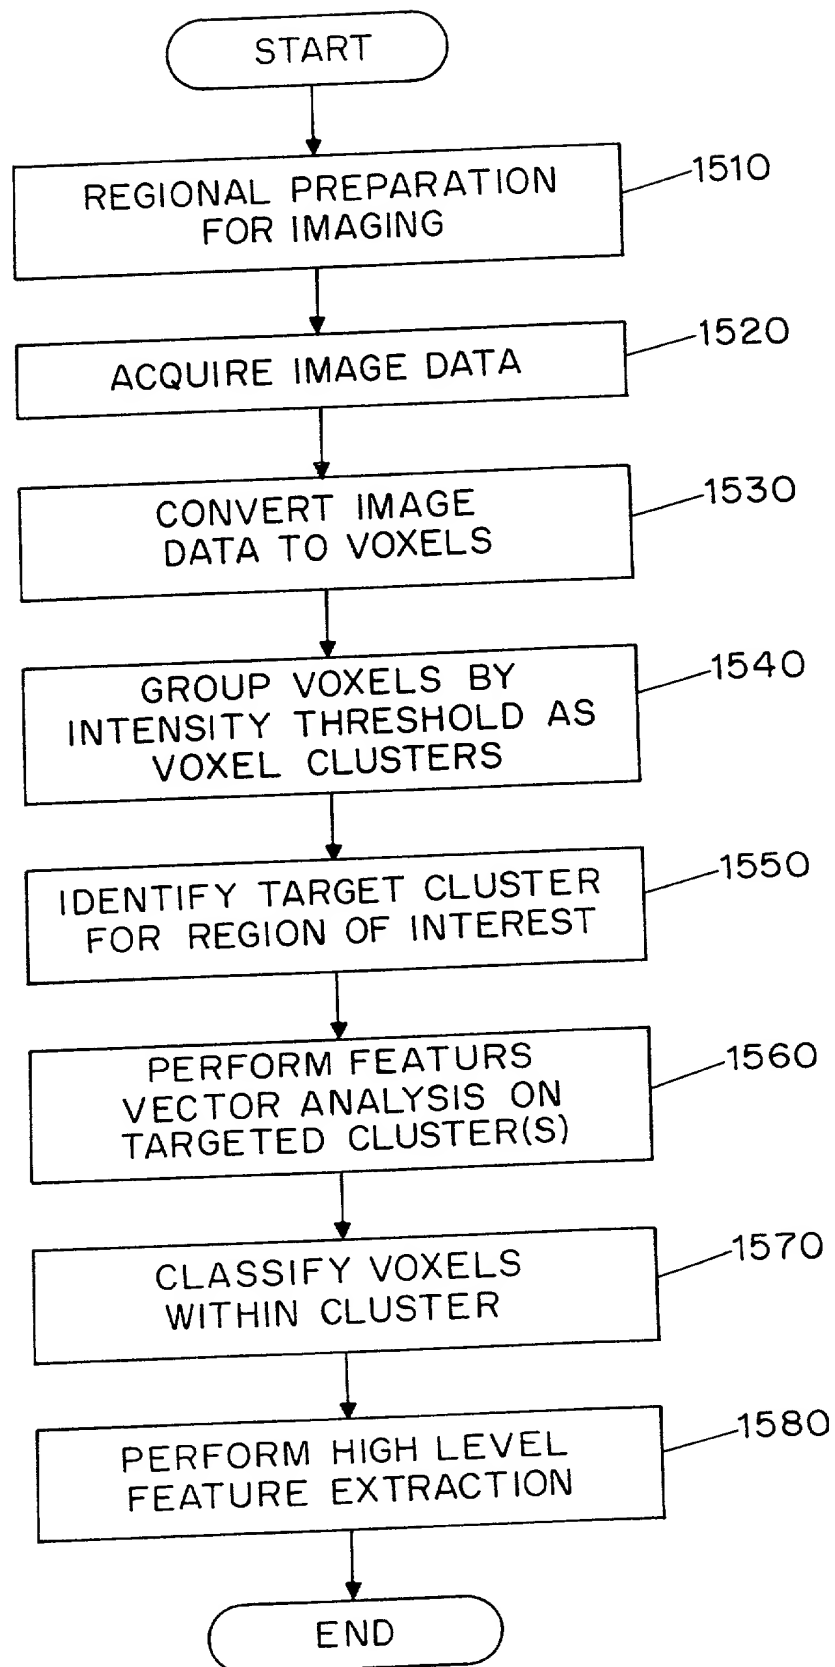 START
REGIONAL PREPARATION
FOR IMAGING
1510
ACQUIRE IMAGE DATA
1520
CONVERT IMAGE
DATA TO VOXELS
1530
GROUP VOXELS BY
INTENSITY THRESHOLD AS
VOXEL CLUSTERS
1540
IDENTIFY TARGET CLUSTER
FOR REGION OF INTEREST
1550
PERFORM FEATURS
VECTOR ANALYSIS ON
TARGETED CLUSTER(S)
1560
CLASSIFY VOXELS
WITHIN CLUSTER
1570
PERFORM HIGH LEVEL
FEATURE EXTRACTION
1580
END